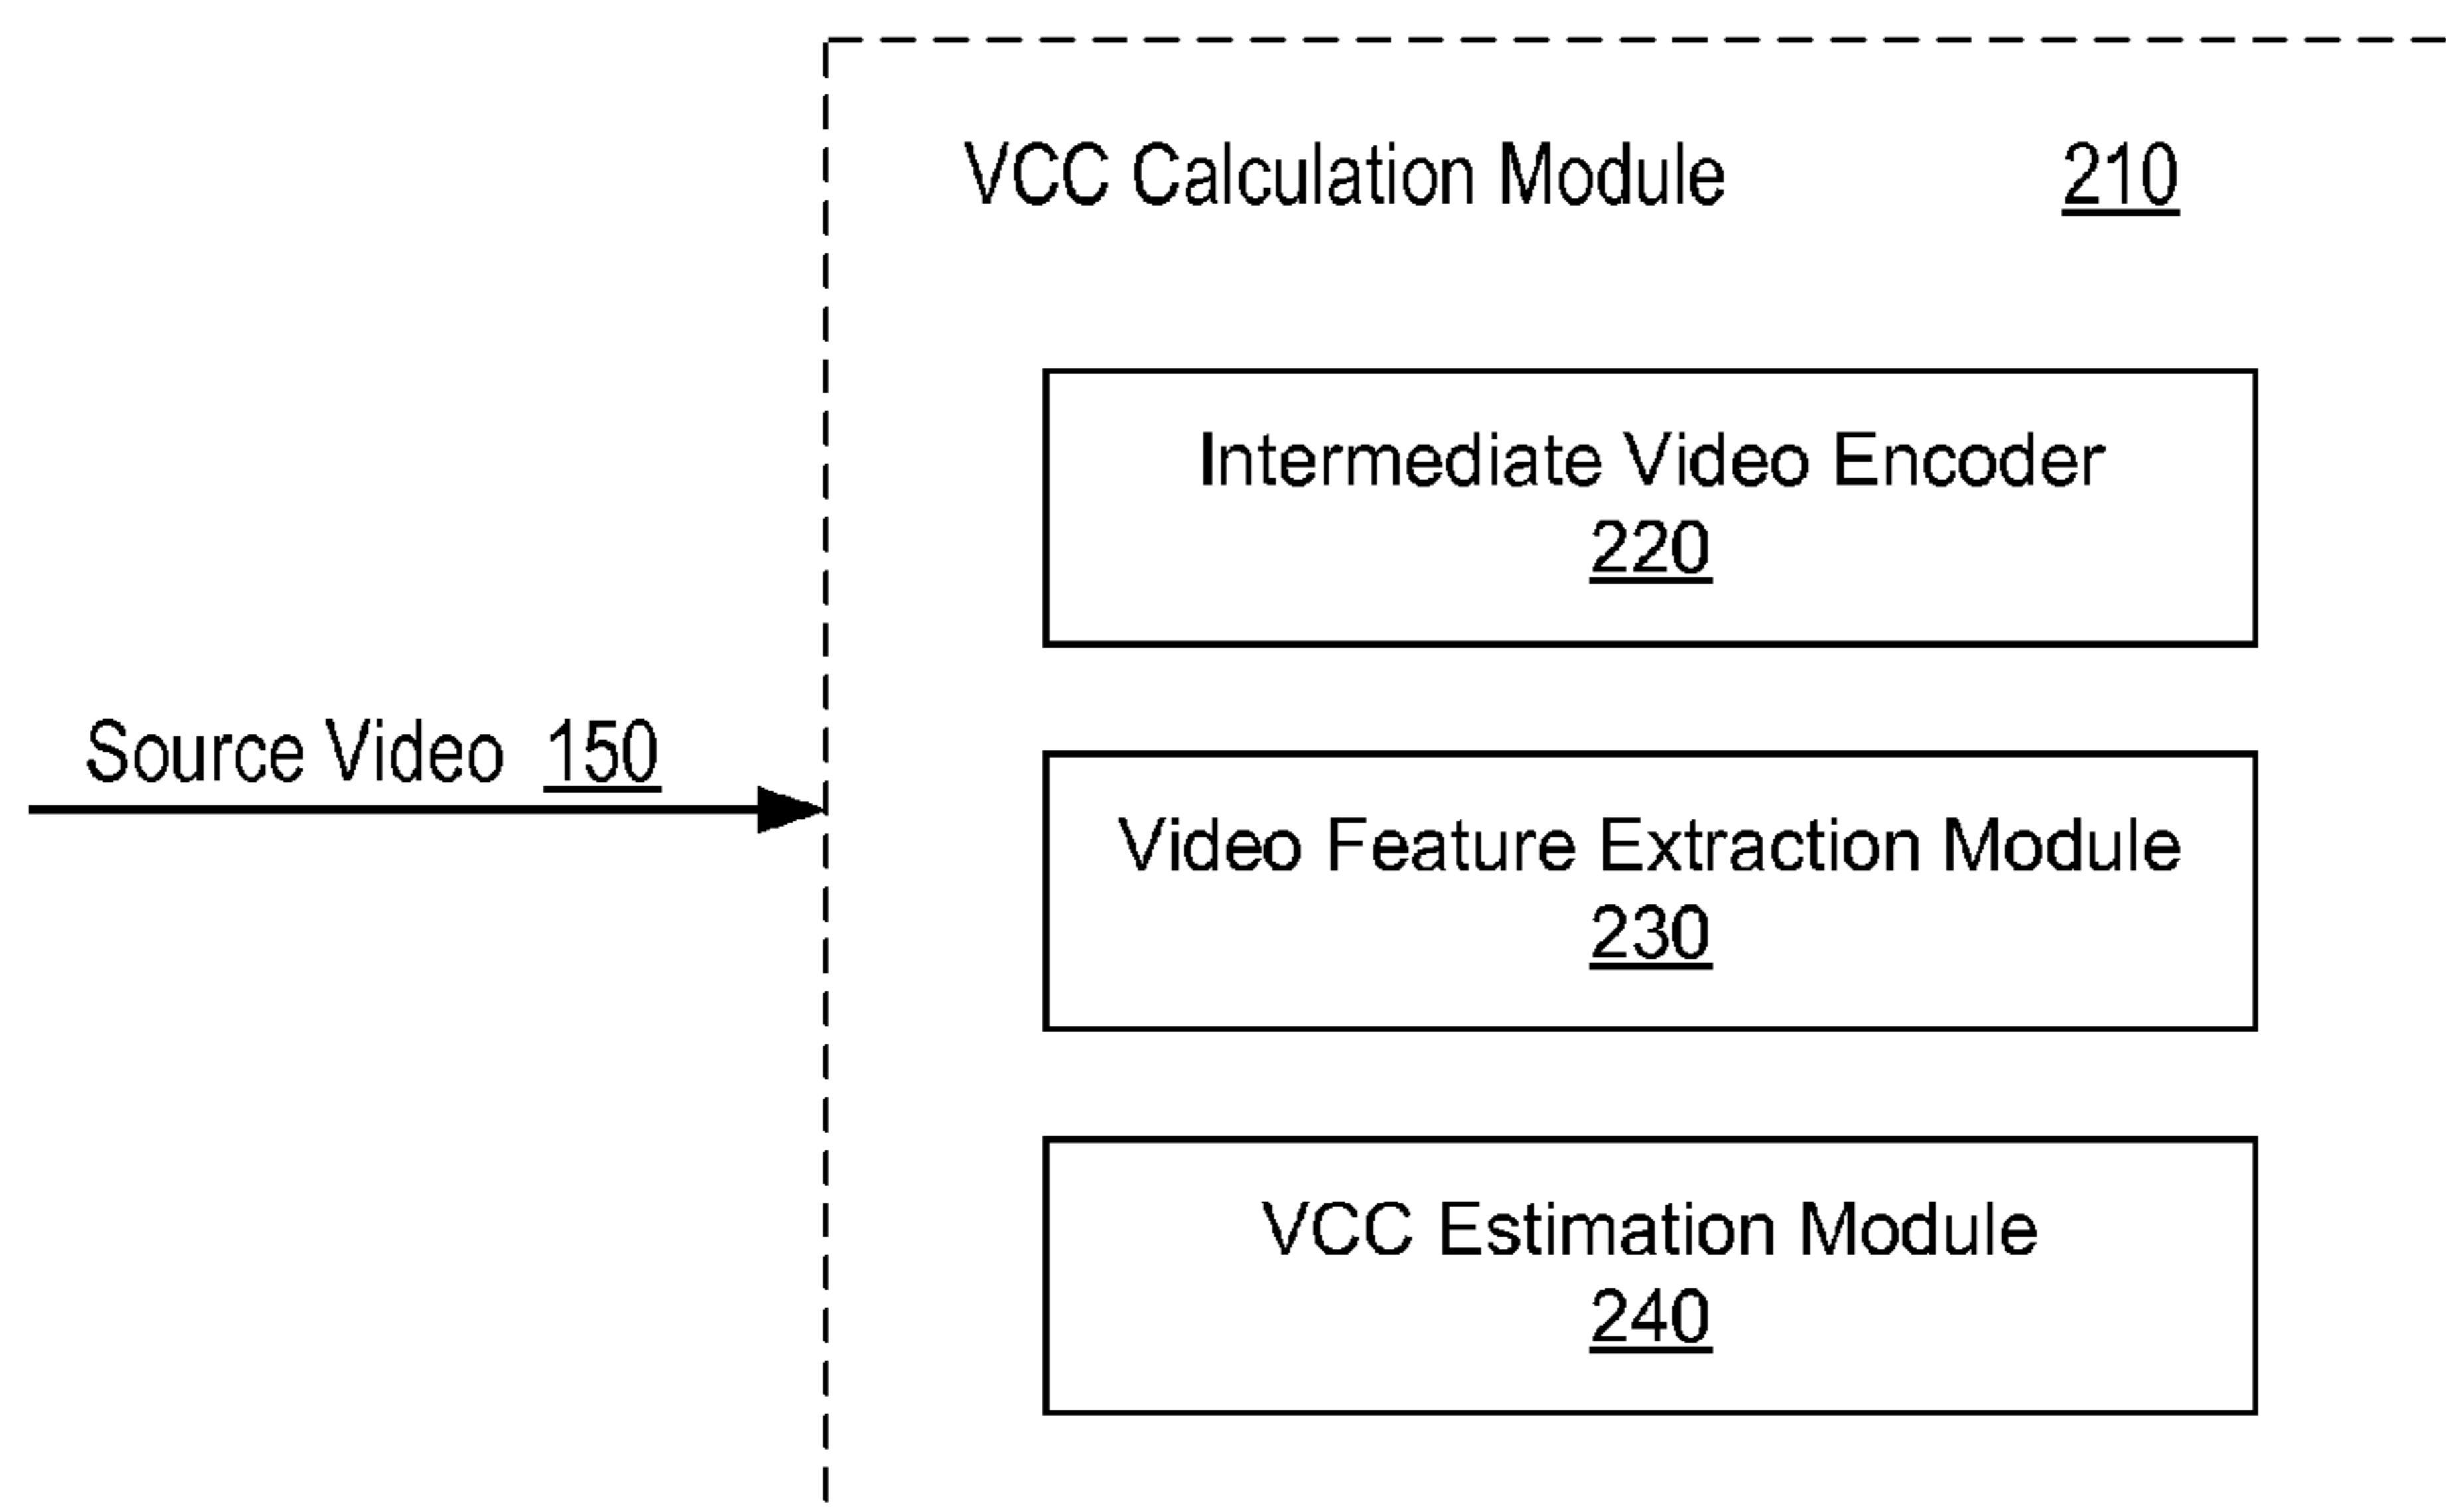 VCC Calculation Module 210
Intermediate Video Encoder
220
Source Video 150
Video Feature Extraction Module
230
VCC Estimation Module
240